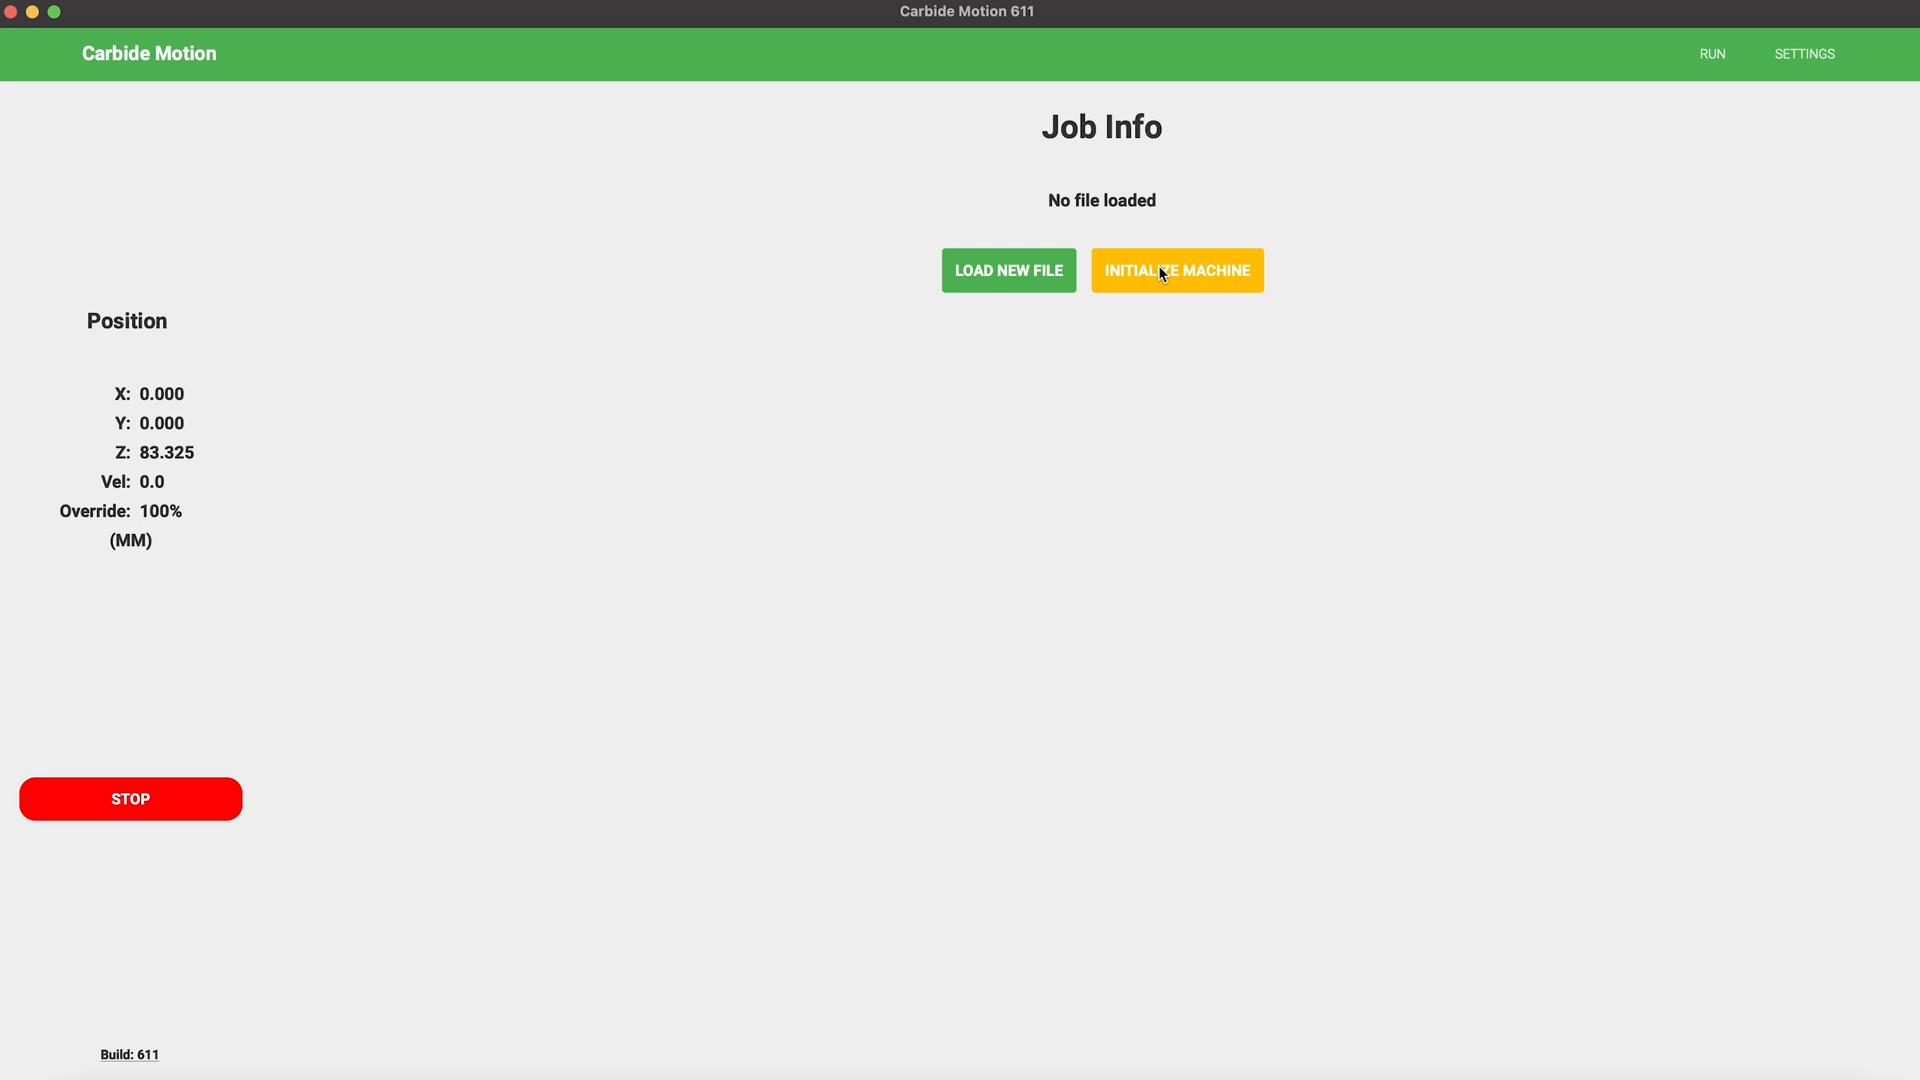 Carbide Motion 611
Carbide Motion
RUN
SETTINGS
Job Info
No file loaded
LOAD NEW FILE
INITIALIZE MACHINE
Position
X: 0.000
Y: 0.000
Z: 83.325
Vel: 0.0
Override: 100%
(MM)
STOP
Build: 611